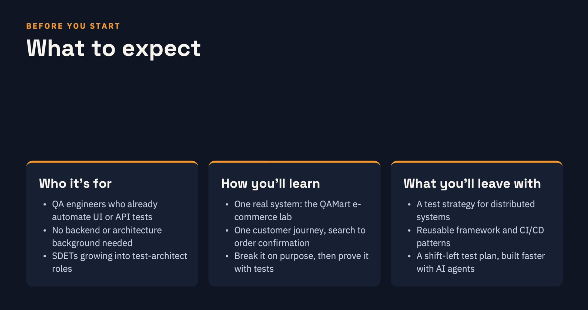 BEFORE YOU START
What to expect
Who it's for
• QA engineers who already
automate UI or API tests
• No backend or architecture
background needed
• SDETs growing into test-architect
roles
How you'll learn
• One real system: the QAMart e-
commerce lab
• One customer journey, search to
order confirmation
• Break it on purpose, then prove it
with tests
What you'll leave with
• A test strategy for distributed
systems
• Reusable framework and CI/CD
patterns
• A shift-left test plan, built faster
with AI agents